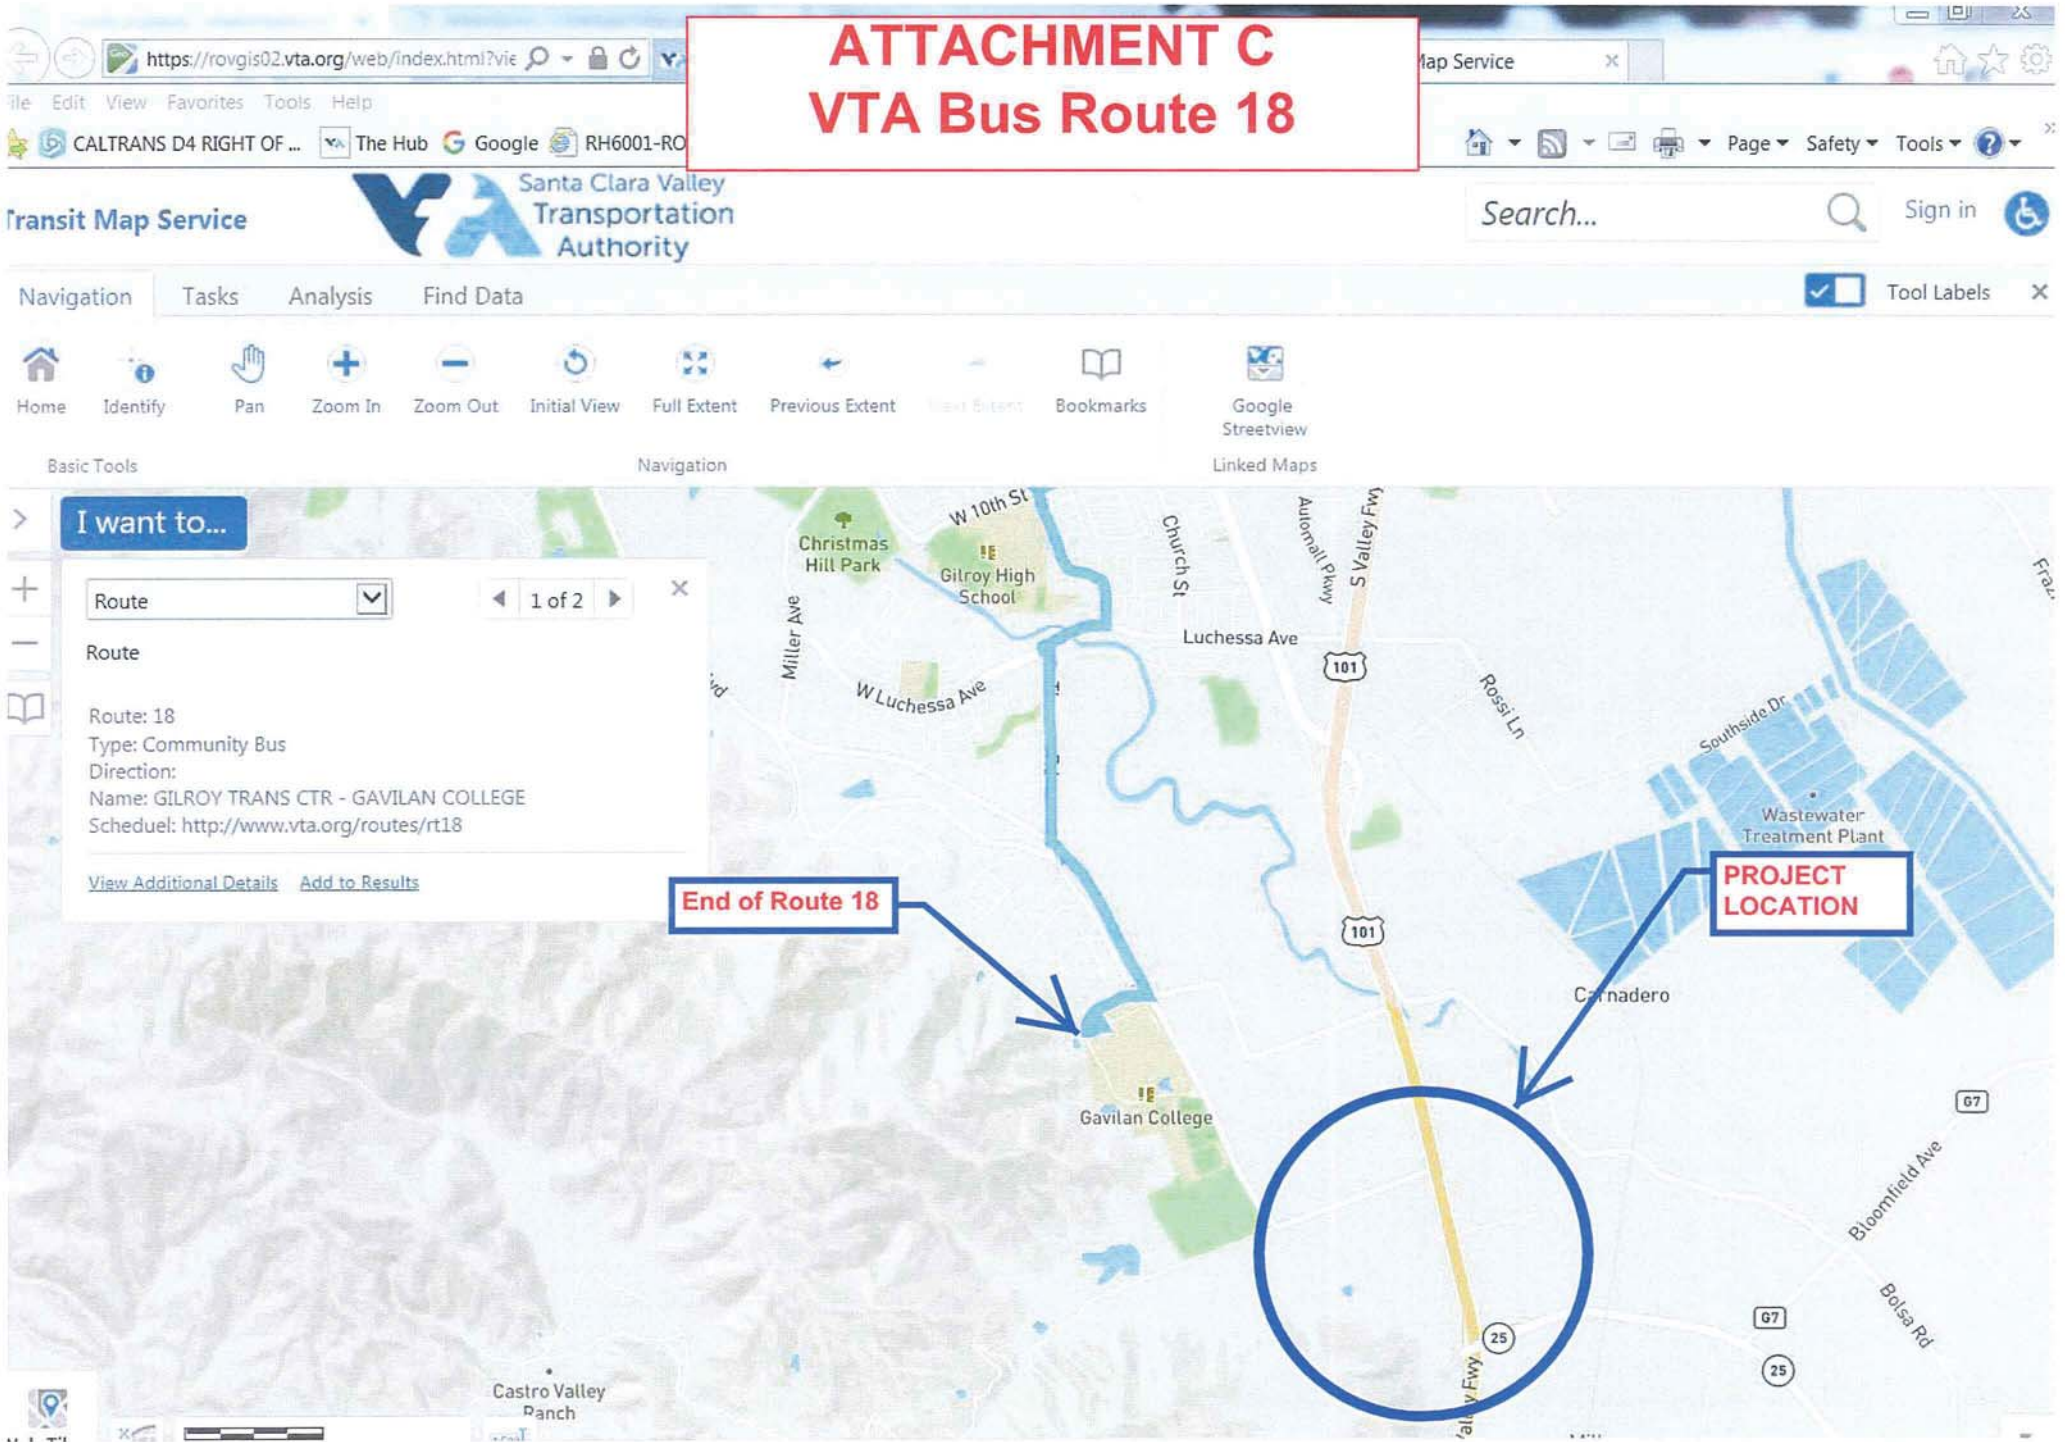 ATTACHMENT C
VTA Bus Route 18
https://rovgis02.vta.org/web/index.html?vie
Map Service
File Edit View Favorites Tools Help
CALTRANS D4 RIGHT OF ... The Hub Google RH6001-RO
Page Safety Tools
Transit Map Service
Santa Clara Valley
Transportation
Authority
Search...
Sign in
Navigation Tasks Analysis Find Data
Tool Labels
Home Identify Pan Zoom In Zoom Out Initial View Full Extent Previous Extent Next Extent Bookmarks Google
Streetview
Basic Tools Navigation Linked Maps
I want to...
Route
1 of 2
Route
Route: 18
Type: Community Bus
Direction:
Name: GILROY TRANS CTR - GAVILAN COLLEGE
Scheduel: http://www.vta.org/routes/rt18
View Additional Details Add to Results
W 10th St
Christmas
Hill Park
Gilroy High
School
Church St
Automall Pkwy
S Valley Fwy
Miller Ave
Luchessa Ave
W Luchessa Ave
101
Rossi Ln
Southside Dr
Wastewater
Treatment Plant
End of Route 18
PROJECT
LOCATION
101
Carnadero
Gavilan College
G7
Bloomfield Ave
Bolsa Rd
G7
25
25
Valley Fwy
Castro Valley
Ranch